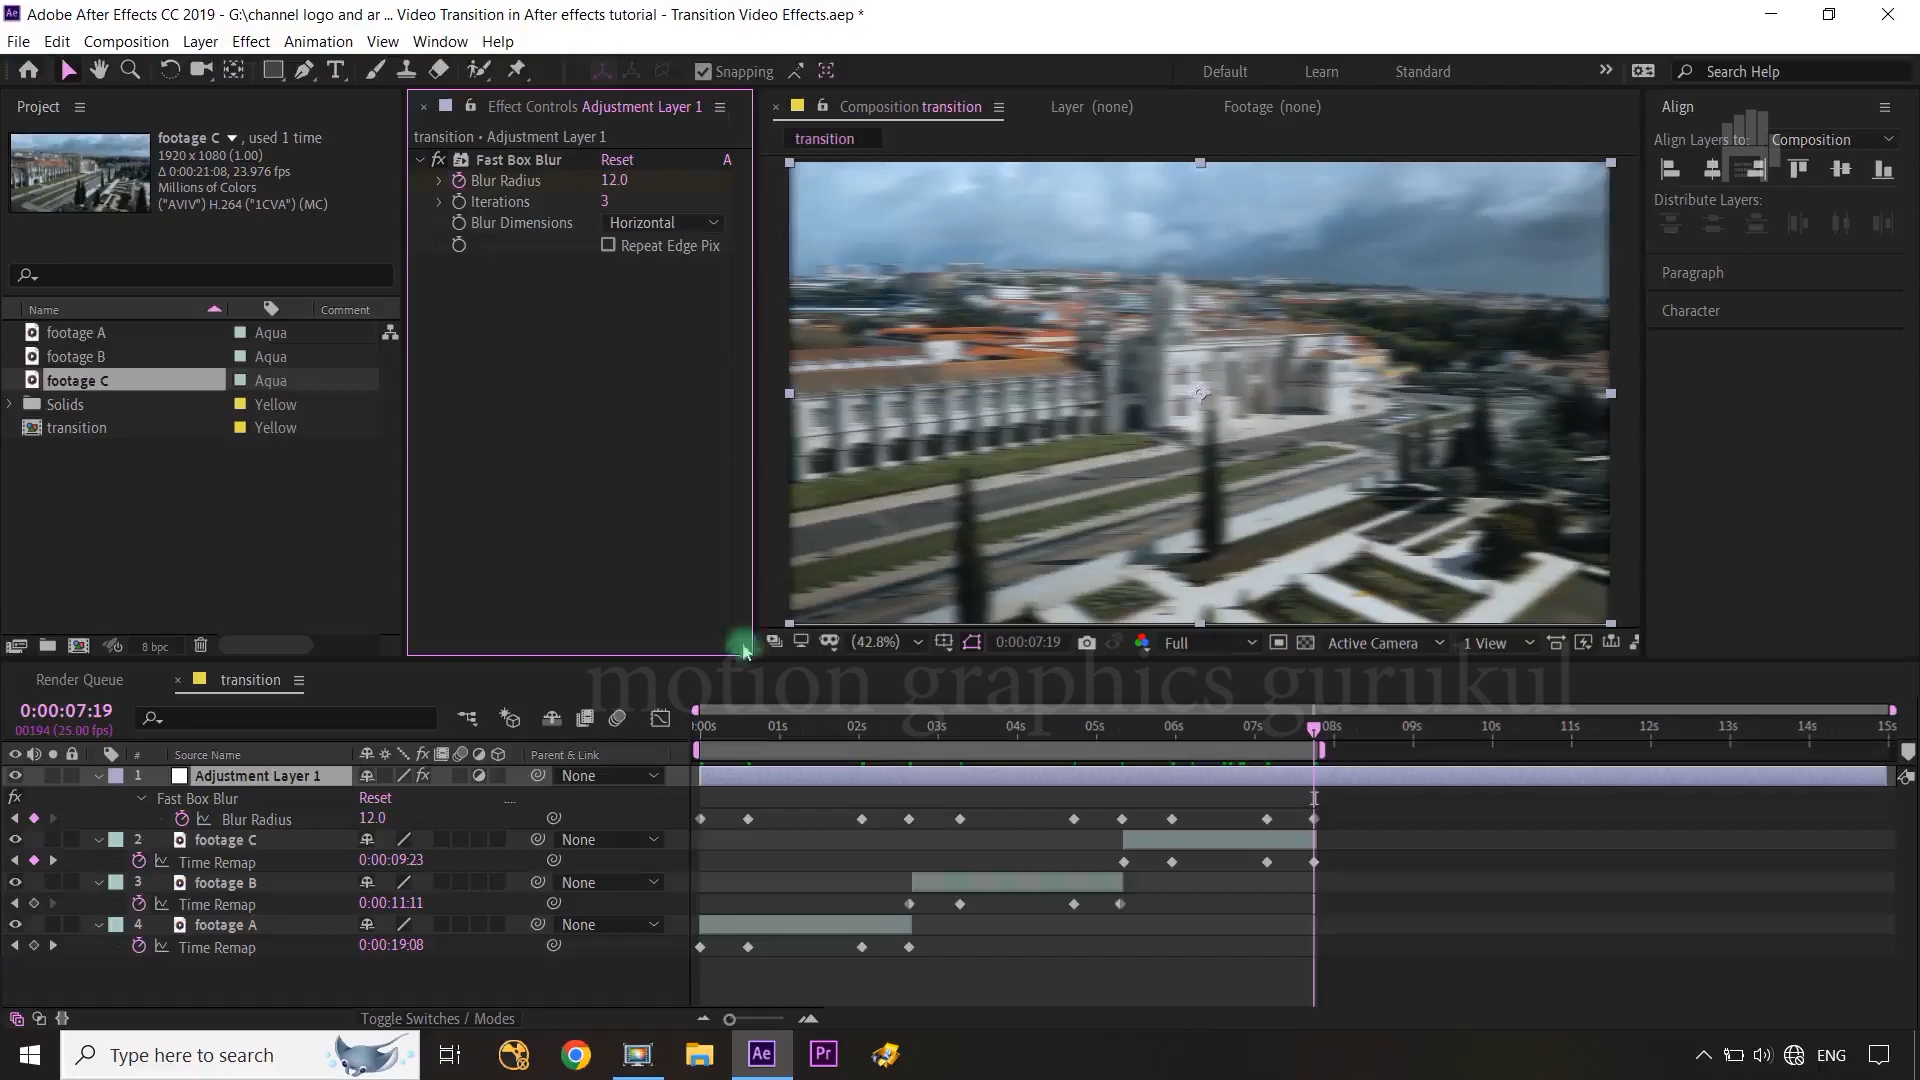 Adobe After Effects CC 2019 - G:\channel logo and ar ... Video Transition in After effects tutorial - Transition Video Effects.aep *
File Edit Composition Layer Effect Animation View Window Help
Snapping
Default Learn Standard
Search Help
Project
footage C , used 1 time
1920 x 1080 (1.00)
Δ 0:00:21:08, 23.976 fps
Millions of Colors
("AVIV") H.264 ("1CVA") (MC)
Name Comment
footage A Aqua
footage B Aqua
footage C Aqua
Solids Yellow
transition Yellow
8 bpc
Effect Controls Adjustment Layer 1
transition • Adjustment Layer 1
fx Fast Box Blur Reset A
Blur Radius 12.0
Iterations 3
Blur Dimensions Horizontal
Repeat Edge Pix
Composition transition Layer (none) Footage (none)
transition
(42.8%) 0:00:07:19 Full Active Camera 1 View
Align
Align Layers to: Composition
Distribute Layers:
Paragraph
Character
motion graphics gurukul
Render Queue transition
0:00:07:19
00194 (25.00 fps)
# Source Name fx Parent & Link
:00s 01s 02s 03s 04s 05s 07s 08s 09s 10s 11s 12s 13s 14s 15s
1 Adjustment Layer 1 fx None
fx Fast Box Blur Reset ....
Blur Radius 12.0
2 footage C None
Time Remap 0:00:09:23
3 footage B None
Time Remap 0:00:11:11
4 footage A None
Time Remap 0:00:19:08
Toggle Switches / Modes
Type here to search
Ae Pr
ENG